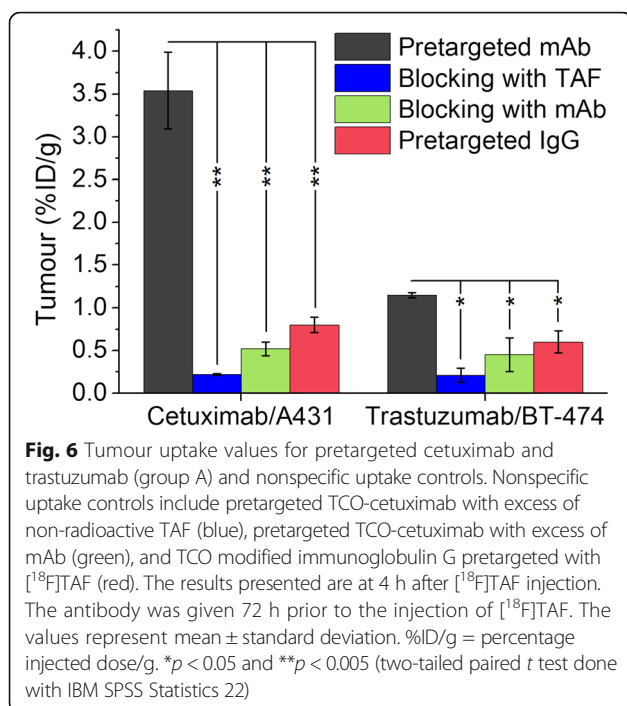 4.0
3.5
3.0
2.5
2.0
1.5
1.0
0.5
0.0
Tumour (%ID/g)
Pretargeted mAb
Blocking with TAF
Blocking with mAb
Pretargeted IgG
** ** **
* * *
Cetuximab/A431 Trastuzumab/BT-474
Fig. 6 Tumour uptake values for pretargeted cetuximab and
trastuzumab (group A) and nonspecific uptake controls. Nonspecific
uptake controls include pretargeted TCO-cetuximab with excess of
non-radioactive TAF (blue), pretargeted TCO-cetuximab with excess of
mAb (green), and TCO modified immunoglobulin G pretargeted with
[¹⁸F]TAF (red). The results presented are at 4 h after [¹⁸F]TAF injection.
The antibody was given 72 h prior to the injection of [¹⁸F]TAF. The
values represent mean ± standard deviation. %ID/g = percentage
injected dose/g. *p < 0.05 and **p < 0.005 (two-tailed paired t test done
with IBM SPSS Statistics 22)